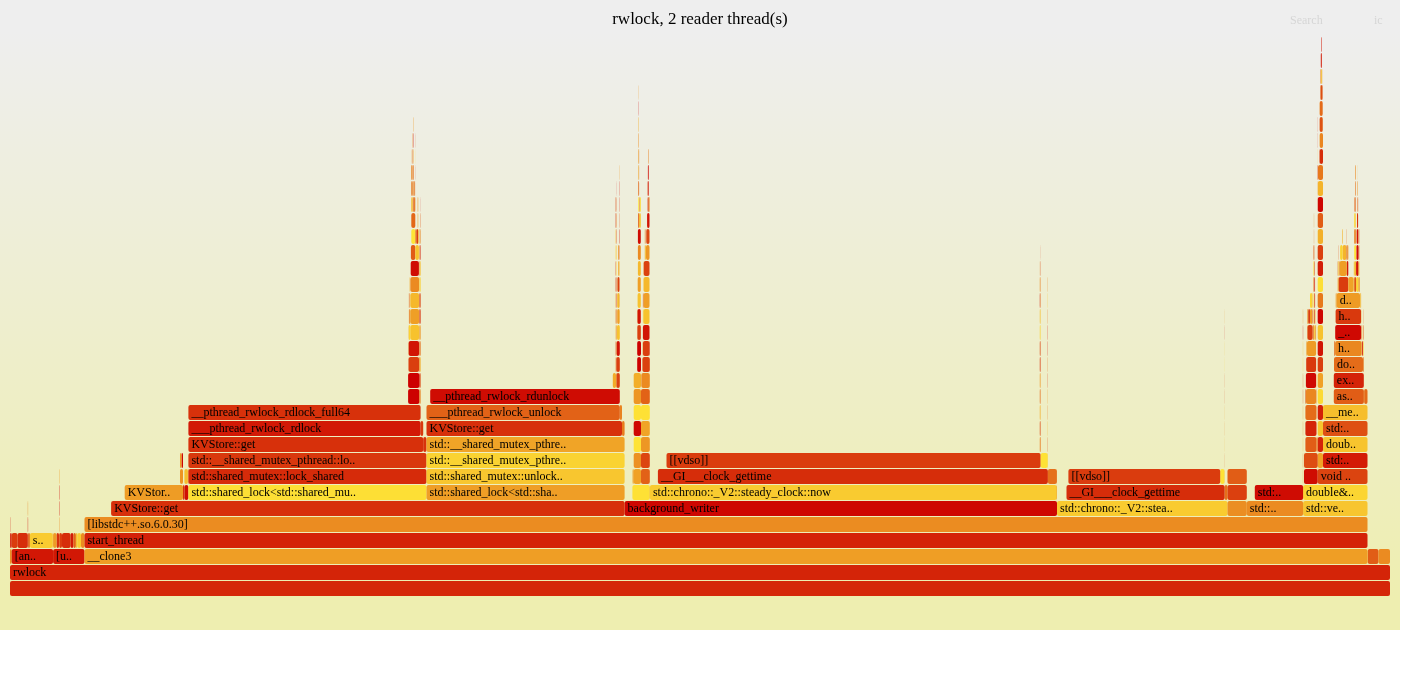 rwlock, 2 reader thread(s)
Search
ic
d..
h..
..
h..
do..
ex..
__pthread_rwlock_rdunlock
as..
__pthread_rwlock_rdlock_full64
___pthread_rwlock_unlock
__me..
___pthread_rwlock_rdlock
KVStore::get
std::..
KVStore::get
std::__shared_mutex_pthre..
doub..
std::__shared_mutex_pthread::lo..
std::__shared_mutex_pthre..
[[vdso]]
std:..
std::shared_mutex::lock_shared
std::shared_mutex::unlock..
__GI___clock_gettime
[[vdso]]
void ..
KVStor..
std::shared_lock<std::shared_mu..
std::shared_lock<std::sha..
std::chrono::_V2::steady_clock::now
__GI___clock_gettime
std:..
double&..
KVStore::get
background_writer
std::chrono::_V2::stea..
std::..
std::ve..
[libstdc++.so.6.0.30]
s..
start_thread
[an..
[u..
__clone3
rwlock